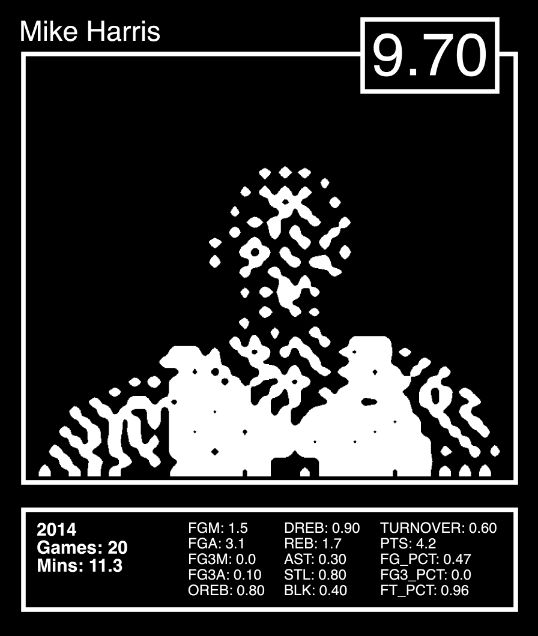 Mike Harris
9.70
2014
Games: 20
Mins: 11.3
FGM: 1.5
FGA: 3.1
FG3M: 0.0
FG3A: 0.10
OREB: 0.80
DREB: 0.90
REB: 1.7
AST: 0.30
STL: 0.80
BLK: 0.40
TURNOVER: 0.60
PTS: 4.2
FG_PCT: 0.47
FG3_PCT: 0.0
FT_PCT: 0.96